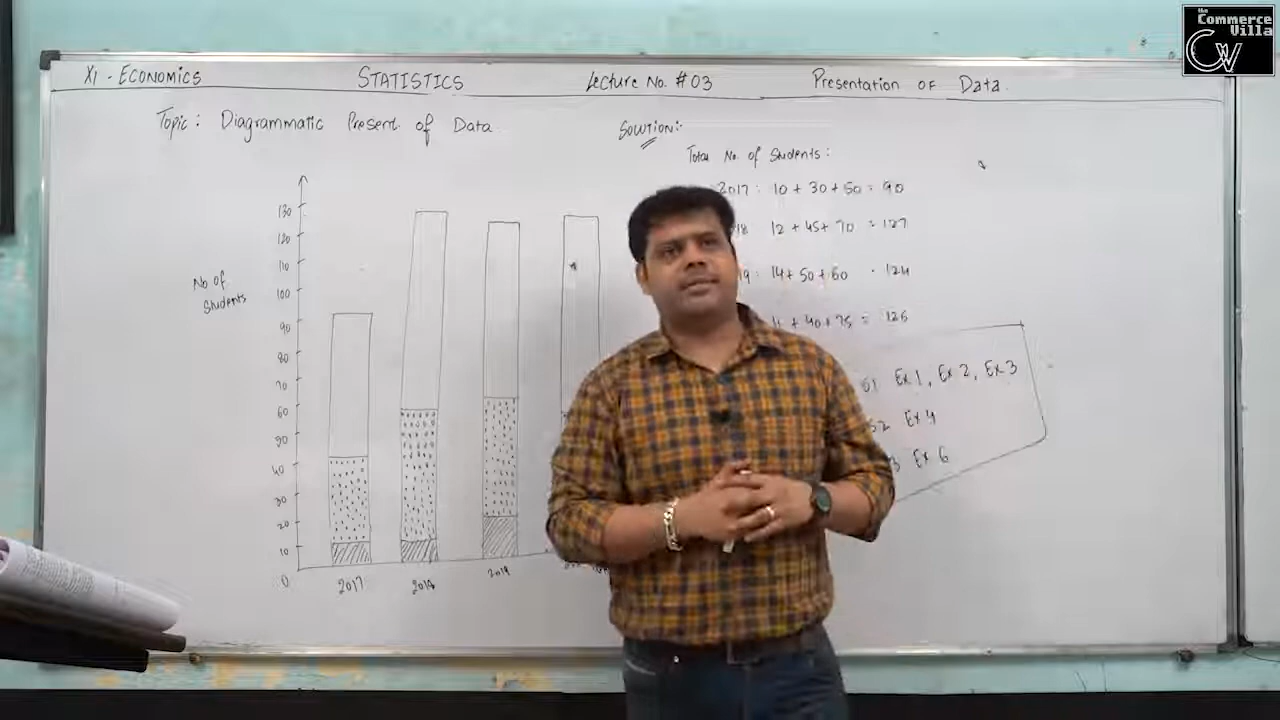 the Commerce Villa
CV
XI - ECONOMICS STATISTICS Lecture No. # 03 Presentation OF Data.
Topic: Diagrammatic Present. of Data
SOLUTION:-
Total No. of Students:
2017: 10 + 30 + 50 = 90
18 12 + 45 + 70 = 127
9: 14 + 50 + 60 = 124
+ 40 + 75 = 126
Ex 1, Ex 2, Ex 3
Ex 4
Ex 6
No of
Students
130
120
110
100
90
80
70
60
50
40
30
20
10
0
2017 2018 2019